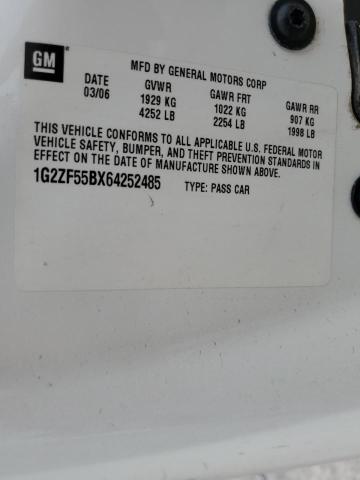 GM
MFD BY GENERAL MOTORS CORP
DATE GVWR GAWR FRT GAWR RR
03/06 1929 KG 1022 KG 907 KG
4252 LB 2254 LB 1998 LB
THIS VEHICLE CONFORMS TO ALL APPLICABLE U.S. FEDERAL MOTOR
VEHICLE SAFETY, BUMPER, AND THEFT PREVENTION STANDARDS IN
EFFECT ON THE DATE OF MANUFACTURE SHOWN ABOVE.
1G2ZF55BX64252485 TYPE: PASS CAR